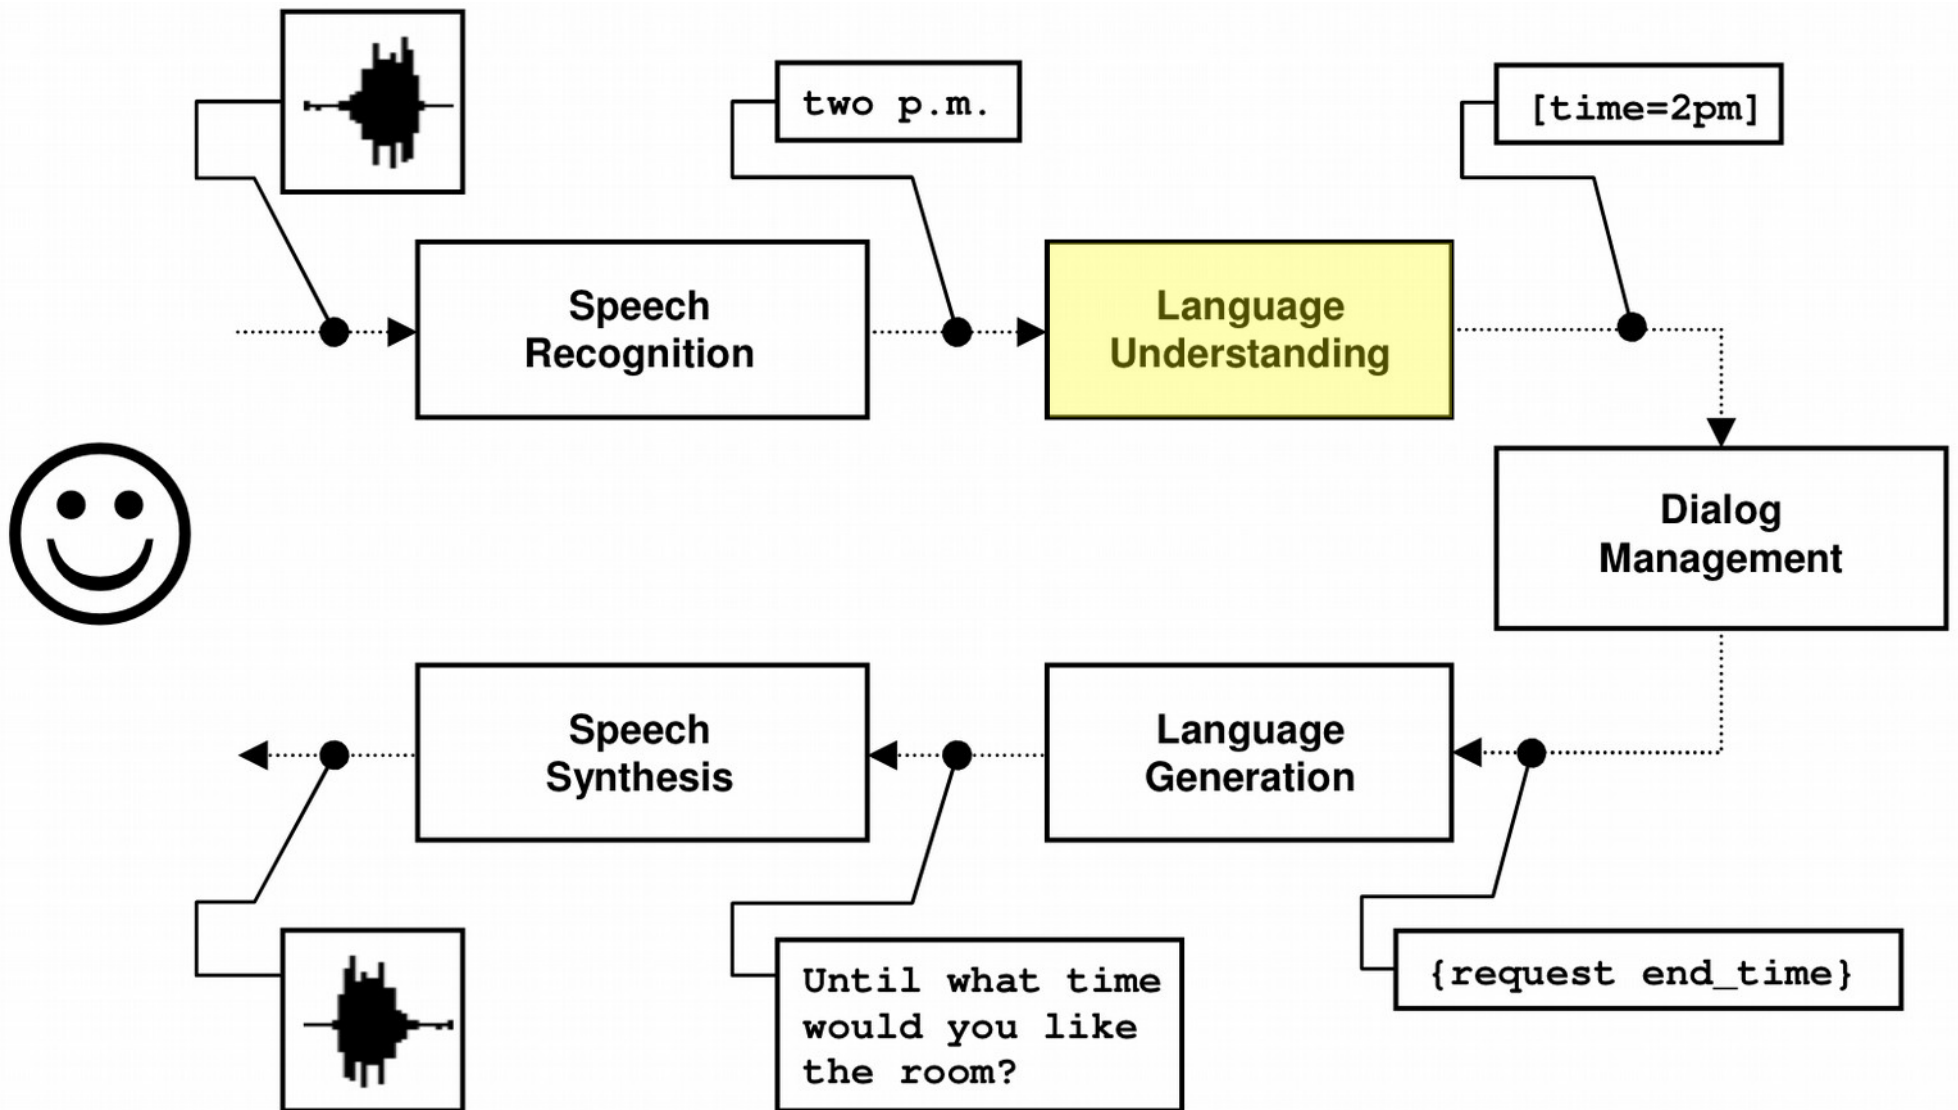 two p.m.
[time=2pm]
Speech
Recognition
Language
Understanding
Dialog
Management
Speech
Synthesis
Language
Generation
Until what time
would you like
the room?
{request end_time}